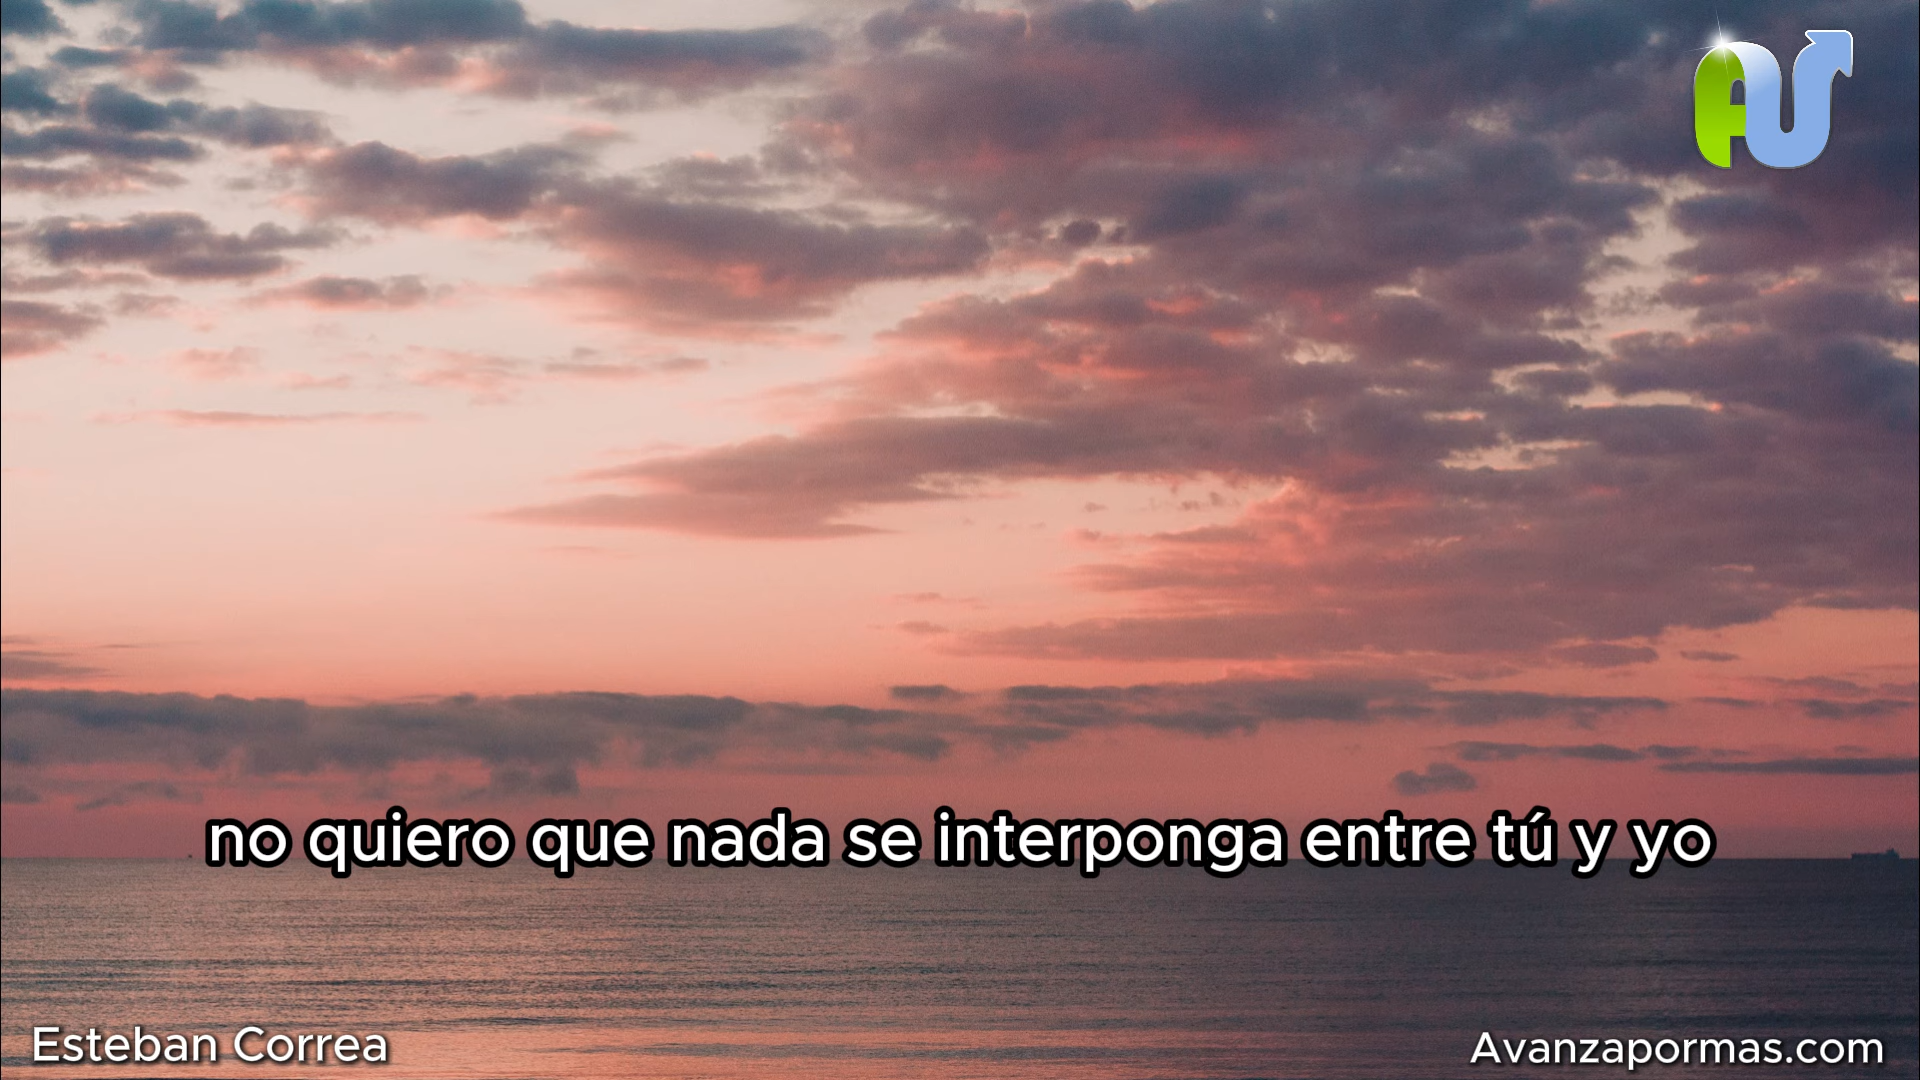 no quiero que nada se interponga entre tú y yo
Esteban Correa
Avanzapormas.com